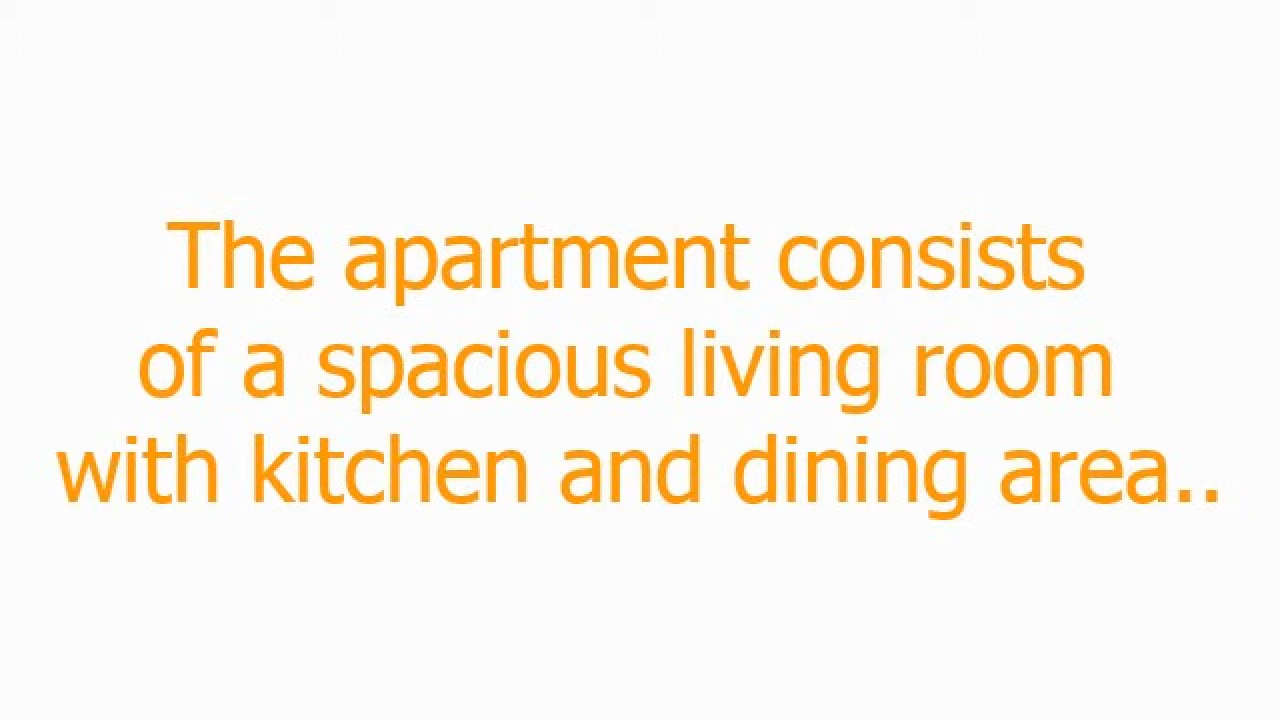 The apartment consists
of a spacious living room
with kitchen and dining area..